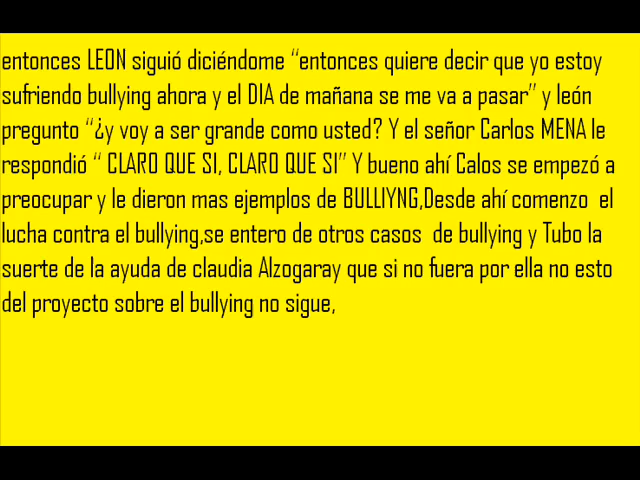 entonces LEON siguió diciéndome “entonces quiere decir que yo estoy
sufriendo bullying ahora y el DIA de mañana se me va a pasar” y león
pregunto “¿y voy a ser grande como usted? Y el señor Carlos MENA le
respondió “ CLARO QUE SI, CLARO QUE SI” Y bueno ahí Calos se empezó a
preocupar y le dieron mas ejemplos de BULLIYNG,Desde ahí comenzo  el
lucha contra el bullying,se entero de otros casos  de bullying y Tubo la
suerte de la ayuda de claudia Alzogaray que si no fuera por ella no esto
del proyecto sobre el bullying no sigue,